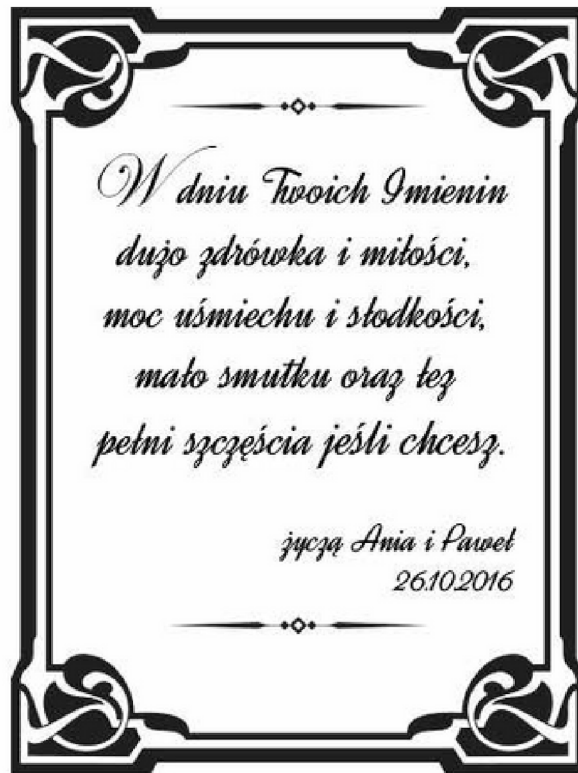 W dniu Twoich Imienin
dużo zdrówka i miłości,
moc uśmiechu i słodkości,
mało smutku oraz łez
pełni szczęścia jeśli chcesz.
życzą Ania i Paweł
26.10.2016